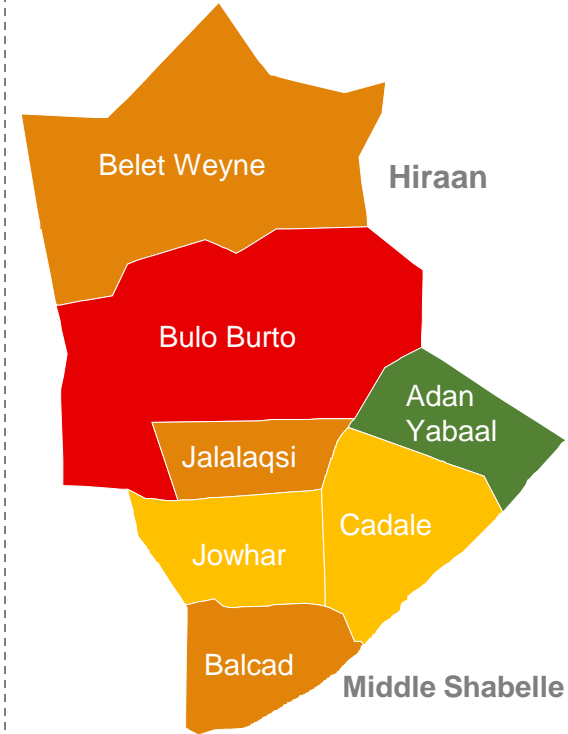 Belet Weyne
Hiraan
Bulo Burto
Adan
Yabaal
Jalalaqsi
Cadale
Jowhar
Balcad
Middle Shabelle